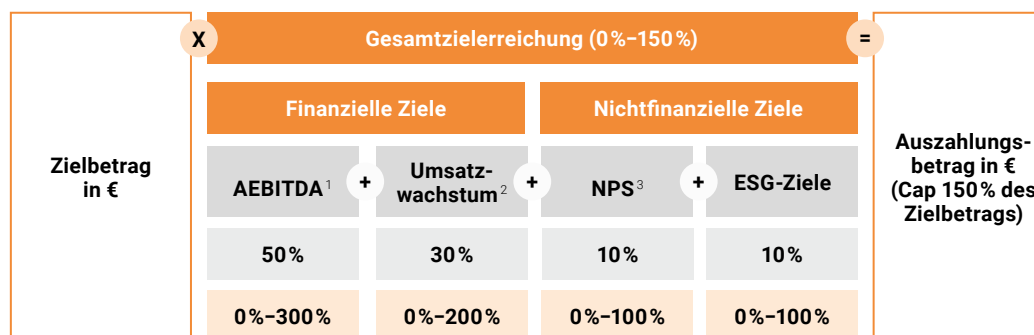 X
Gesamtzielerreichung (0 %–150 %)
=
Finanzielle Ziele
Nichtfinanzielle Ziele
Zielbetrag
in €
AEBITDA¹
+
Umsatz-
wachstum²
+
NPS³
+
ESG-Ziele
Auszahlungs-
betrag in €
(Cap 150 % des
Zielbetrags)
50 %
30 %
10 %
10 %
0 %–300 %
0 %–200 %
0 %–100 %
0 %–100 %